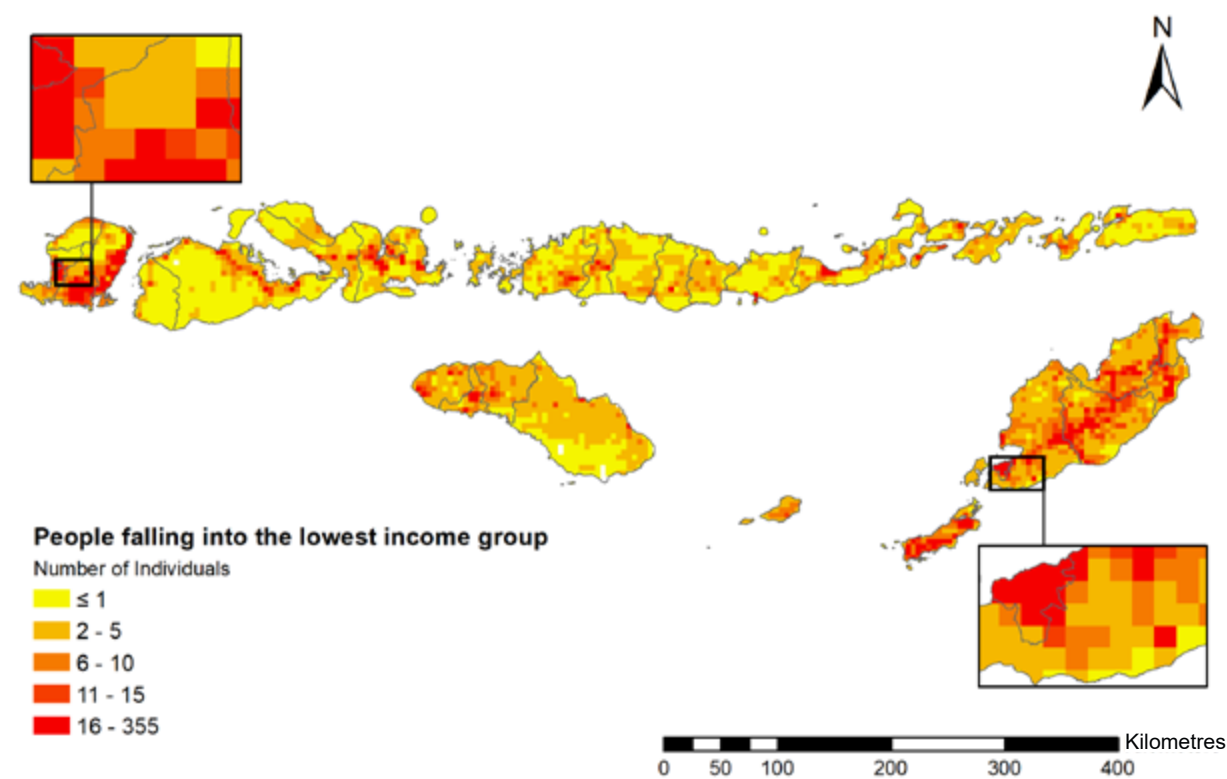 N
People falling into the lowest income group
Number of Individuals
≤ 1
2 - 5
6 - 10
11 - 15
16 - 355
Kilometres
0 50 100 200 300 400